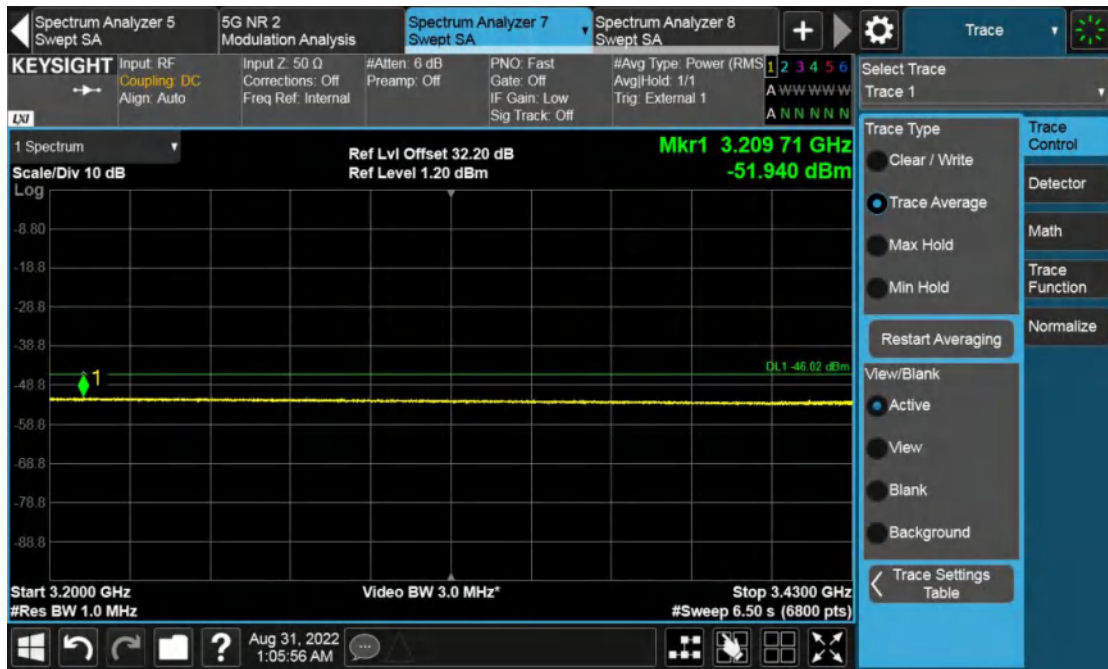 Spectrum Analyzer 5
Swept SA
5G NR 2
Modulation Analysis
Spectrum Analyzer 7
Swept SA
Spectrum Analyzer 8
Swept SA
+
Trace
KEYSIGHT
LXI
Input: RF
Coupling: DC
Align: Auto
Input Z: 50 Ω
Corrections: Off
Freq Ref: Internal
#Atten: 6 dB
Preamp: Off
PNO: Fast
Gate: Off
IF Gain: Low
Sig Track: Off
#Avg Type: Power (RMS
Avg|Hold: 1/1
Trig: External 1
1 2 3 4 5 6
A W W W W W
A N N N N N
Select Trace
Trace 1
1 Spectrum
Scale/Div 10 dB
Log
Ref Lvl Offset 32.20 dB
Ref Level 1.20 dBm
Mkr1 3.209 71 GHz
-51.940 dBm
-8.80
-18.8
-28.8
-38.8
-48.8
-58.8
-68.8
-78.8
-88.8
1
DL1 -46.02 dBm
Start 3.2000 GHz
#Res BW 1.0 MHz
Video BW 3.0 MHz*
Stop 3.4300 GHz
#Sweep 6.50 s (6800 pts)
Trace Type
Clear / Write
Trace Average
Max Hold
Min Hold
Restart Averaging
View/Blank
Active
View
Blank
Background
Trace Settings
Table
Trace
Control
Detector
Math
Trace
Function
Normalize
?
Aug 31, 2022
1:05:56 AM